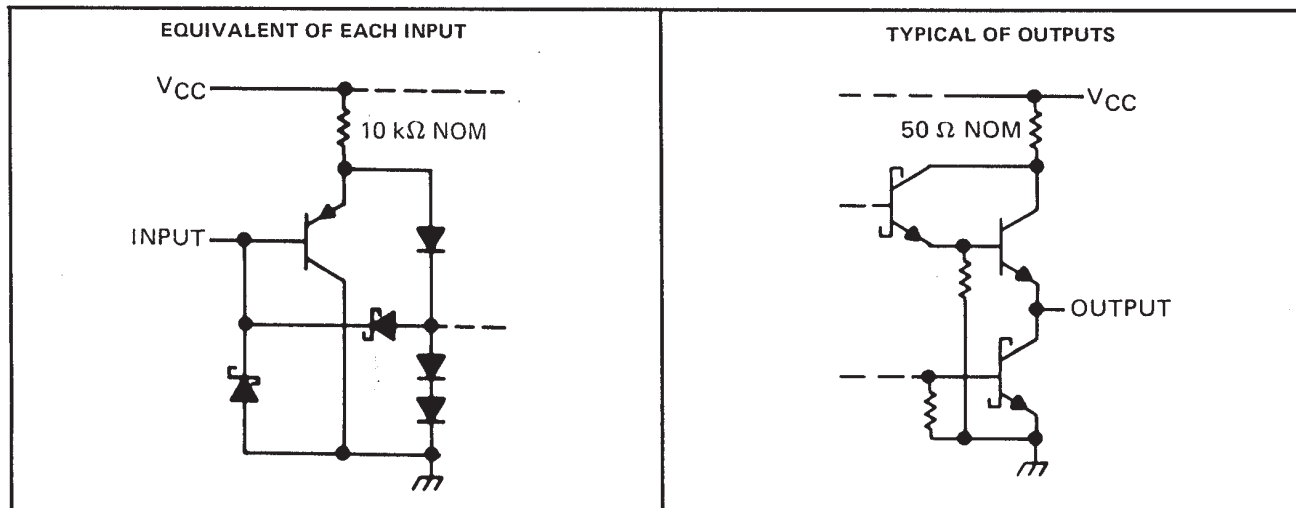 EQUIVALENT OF EACH INPUT
VCC
10 kΩ NOM
INPUT
TYPICAL OF OUTPUTS
VCC
50 Ω NOM
OUTPUT